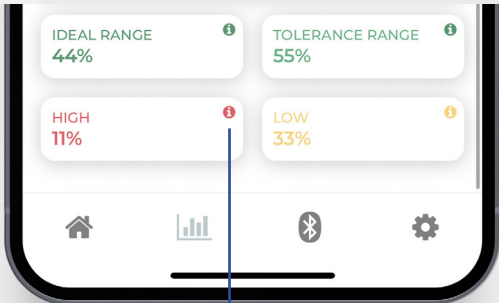 IDEAL RANGE
44%
TOLERANCE RANGE
55%
HIGH
11%
LOW
33%